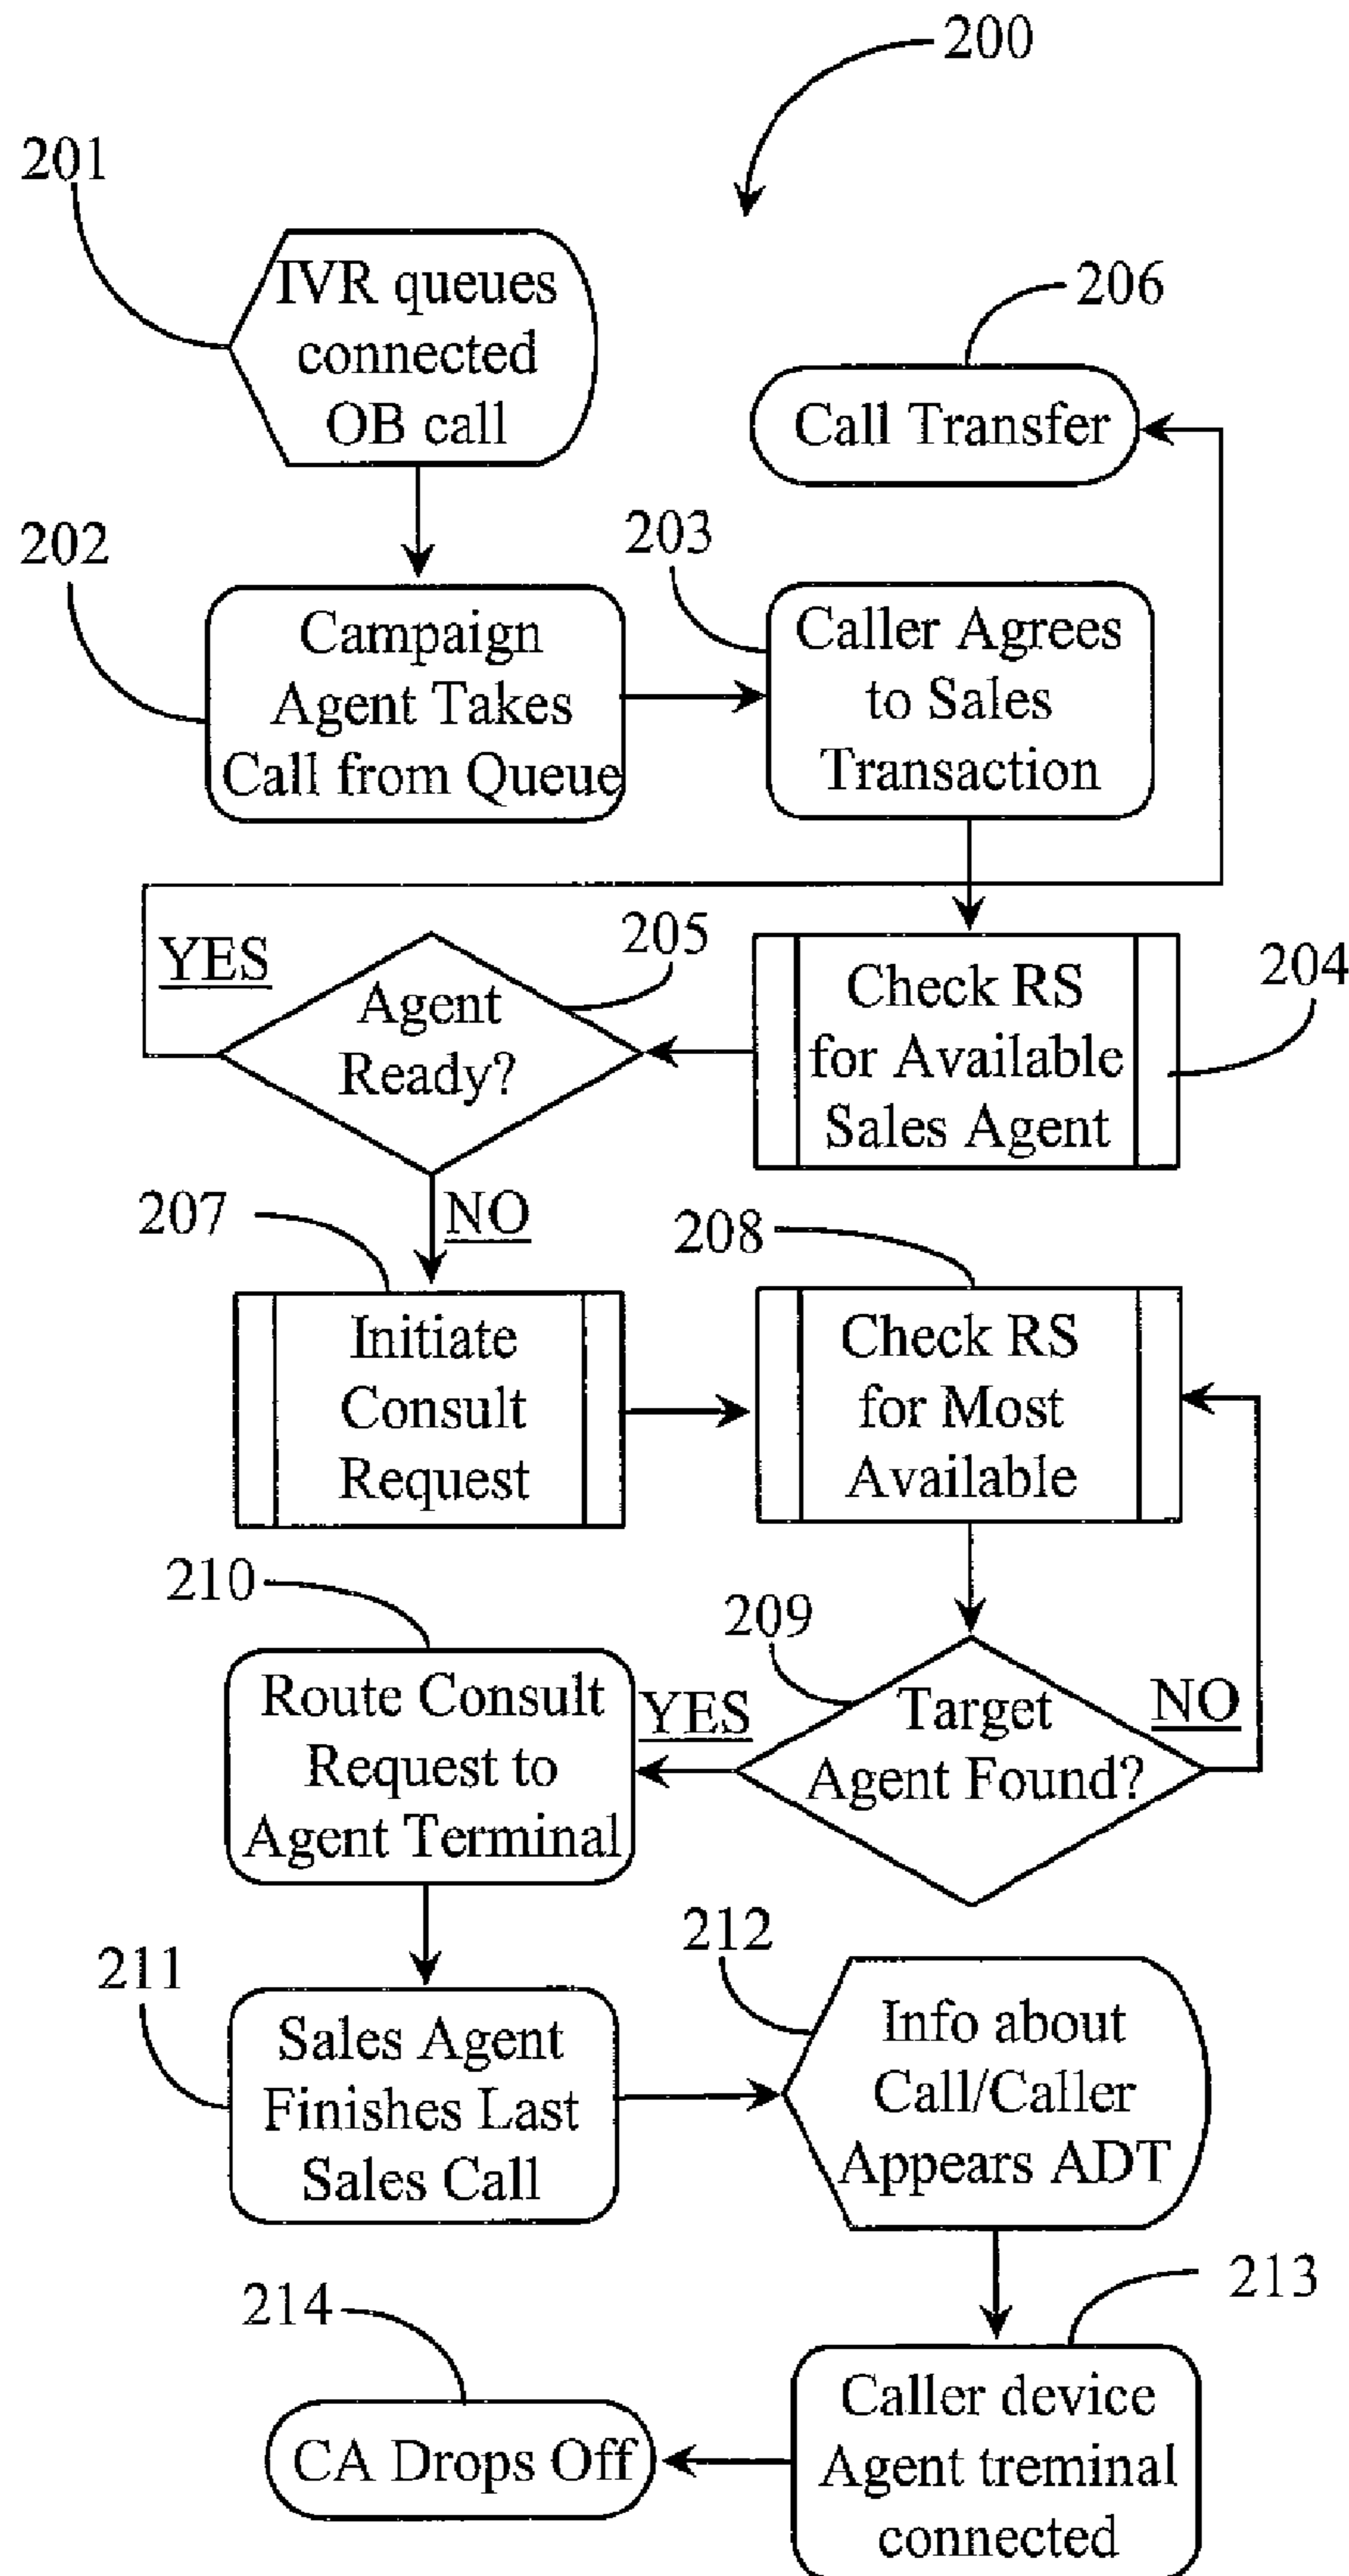 200
201
IVR queues
connected
OB call
206
Call Transfer
202
Campaign
Agent Takes
Call from Queue
203
Caller Agrees
to Sales
Transaction
YES
205
Agent
Ready?
204
Check RS
for Available
Sales Agent
NO
207
Initiate
Consult
Request
208
Check RS
for Most
Available
209
Target
Agent Found?
NO
YES
210
Route Consult
Request to
Agent Terminal
211
Sales Agent
Finishes Last
Sales Call
212
Info about
Call/Caller
Appears ADT
213
Caller device
Agent treminal
connected
214
CA Drops Off